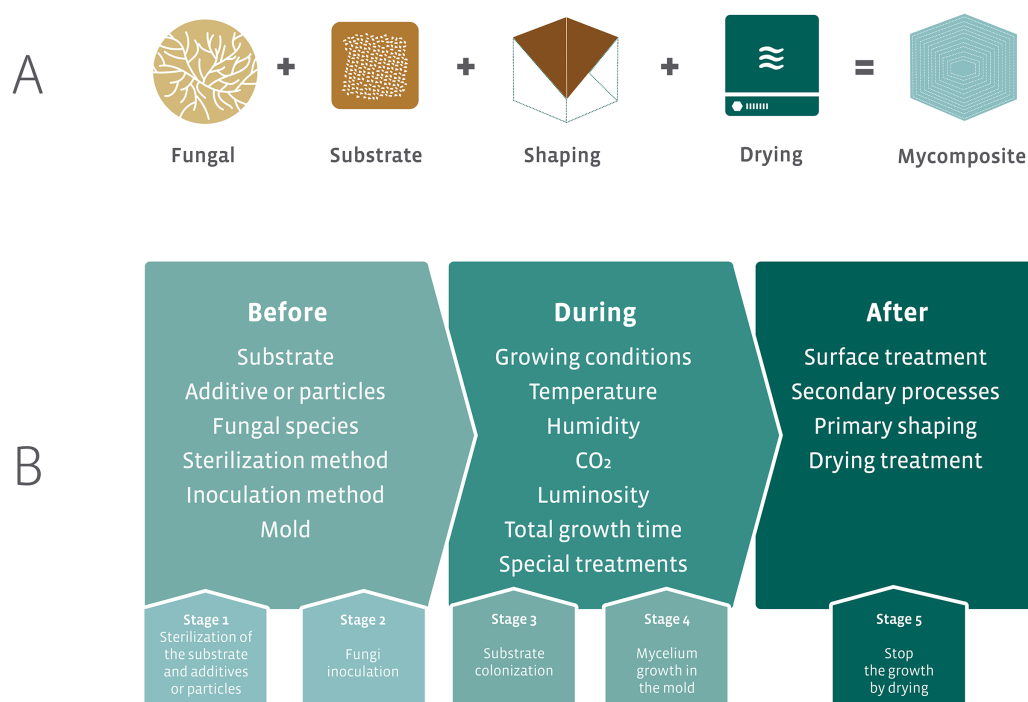 A
Fungal
Substrate
Shaping
Drying
Mycomposite
B
Before
Substrate
Additive or particles
Fungal species
Sterilization method
Inoculation method
Mold
During
Growing conditions
Temperature
Humidity
CO₂
Luminosity
Total growth time
Special treatments
After
Surface treatment
Secondary processes
Primary shaping
Drying treatment
Stage 1
Sterilization of
the substrate
and additives
or particles
Stage 2
Fungi
inoculation
Stage 3
Substrate
colonization
Stage 4
Mycelium
growth in
the mold
Stage 5
Stop
the growth
by drying